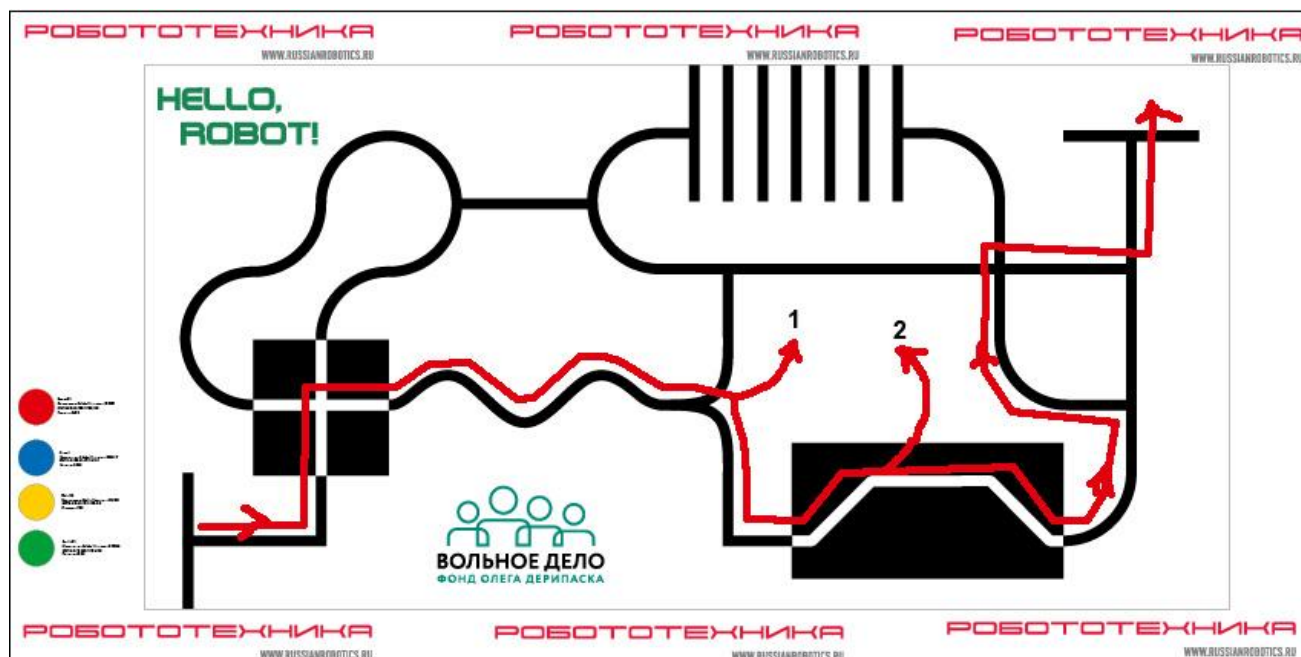 РОБОТОТЕХНИКА
WWW.RUSSIANROBOTICS.RU
РОБОТОТЕХНИКА
WWW.RUSSIANROBOTICS.RU
РОБОТОТЕХНИКА
WWW.RUSSIANROBOTICS.RU
HELLO,
ROBOT!
1
2
ВОЛЬНОЕ ДЕЛО
ФОНД ОЛЕГА ДЕРИПАСКА
РОБОТОТЕХНИКА
WWW.RUSSIANROBOTICS.RU
РОБОТОТЕХНИКА
WWW.RUSSIANROBOTICS.RU
РОБОТОТЕХНИКА
WWW.RUSSIANROBOTICS.RU